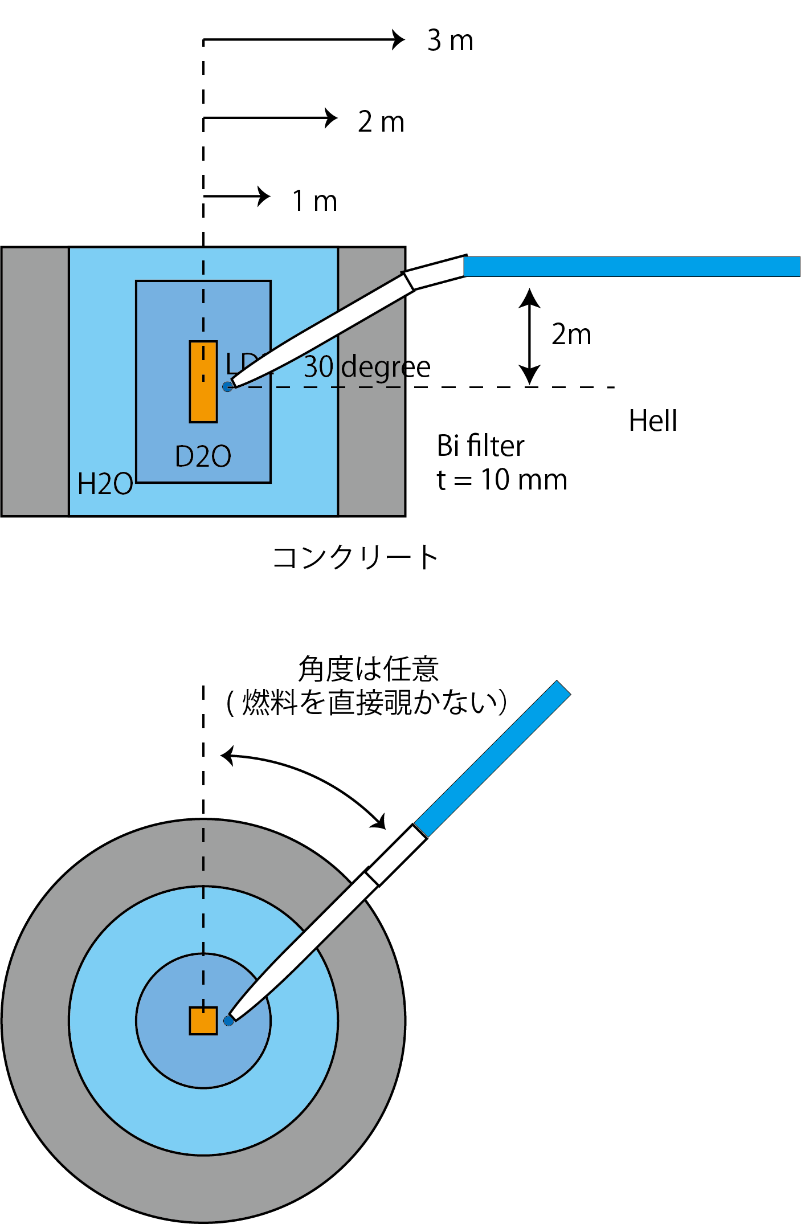 3 m
2 m
1 m
2m
30 degree
Hell
D2O
Bi filter
H2O
t = 10 mm
コンクリート
角度は任意
( 燃料を直接覗かない）